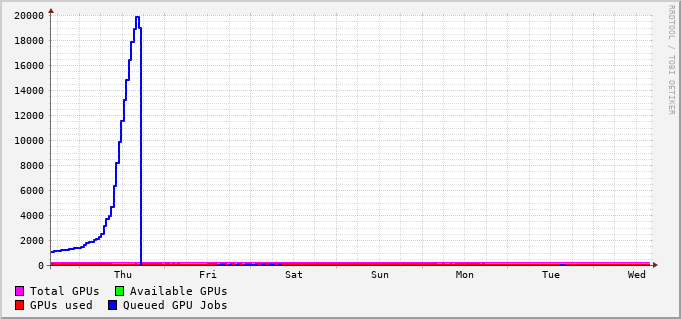 20000
18000
16000
14000
12000
10000
8000
6000
4000
2000
0
Thu Fri Sat Sun Mon Tue Wed
Total GPUs Available GPUs
GPUs used Queued GPU Jobs
RRDTOOL / TOBI OETIKER